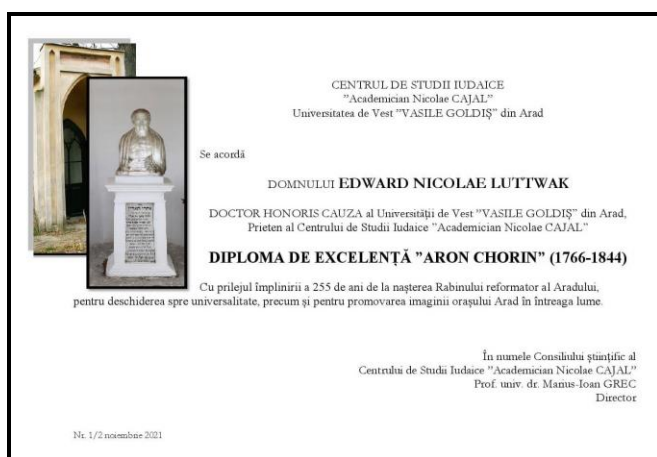 CENTRUL DE STUDII IUDAICE
”Academician Nicolae CAJAL”
Universitatea de Vest ”VASILE GOLDIȘ” din Arad
Se acordă
DOMNULUI EDWARD NICOLAE LUTTWAK
DOCTOR HONORIS CAUZA al Universității de Vest ”VASILE GOLDIȘ” din Arad,
Prieten al Centrului de Studii Iudaice ”Academician Nicolae CAJAL”
DIPLOMA DE EXCELENȚĂ ”ARON CHORIN” (1766-1844)
Cu prilejul împlinirii a 255 de ani de la nașterea Rabinului reformator al Aradului,
pentru deschiderea spre universalitate, precum și pentru promovarea imaginii orașului Arad în întreaga lume.
În numele Consiliului științific al
Centrului de Studii Iudaice ”Academician Nicolae CAJAL”
Prof. univ. dr. Marius-Ioan GREC
Director
Nr. 1/2 noiembrie 2021